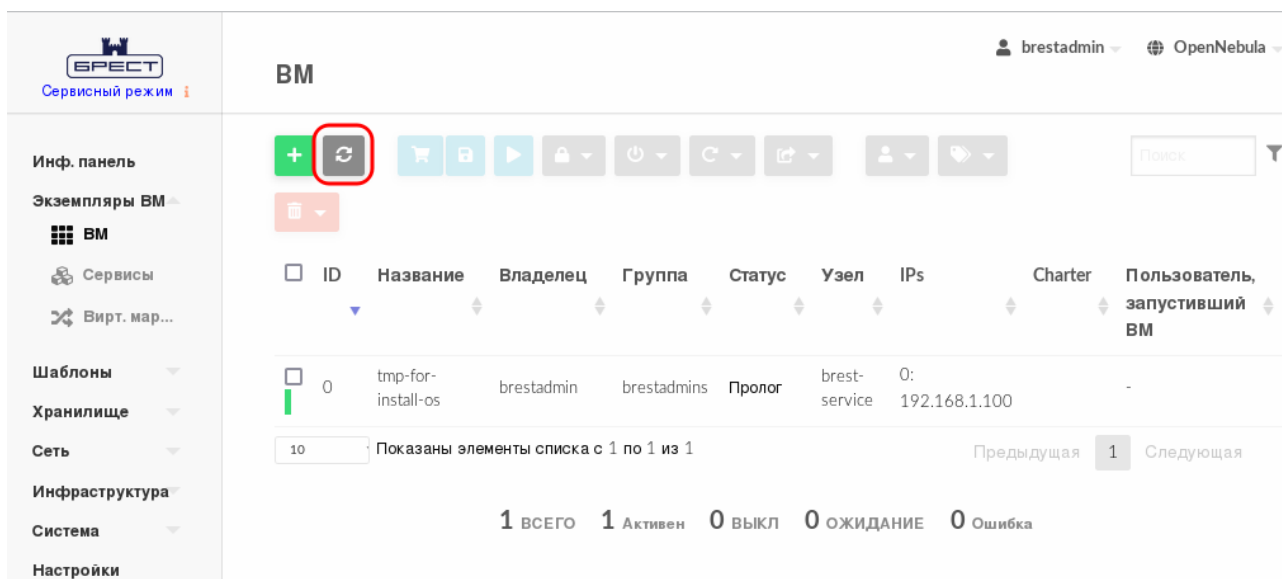 БРЕСТ
Сервисный режим i
ВМ
brestadmin
OpenNebula
Инф. панель
Экземпляры ВМ
ВМ
Сервисы
Вирт. мар...
Шаблоны
Хранилище
Сеть
Инфраструктура
Система
Настройки
Поиск
ID Название Владелец Группа Статус Узел IPs Charter Пользователь, запустивший ВМ
0 tmp-for-install-os brestadmin brestadmins Пролог brest-service 0: 192.168.1.100 -
10 Показаны элементы списка с 1 по 1 из 1
Предыдущая 1 Следующая
1 ВСЕГО 1 Активен 0 ВЫКЛ 0 ОЖИДАНИЕ 0 Ошибка